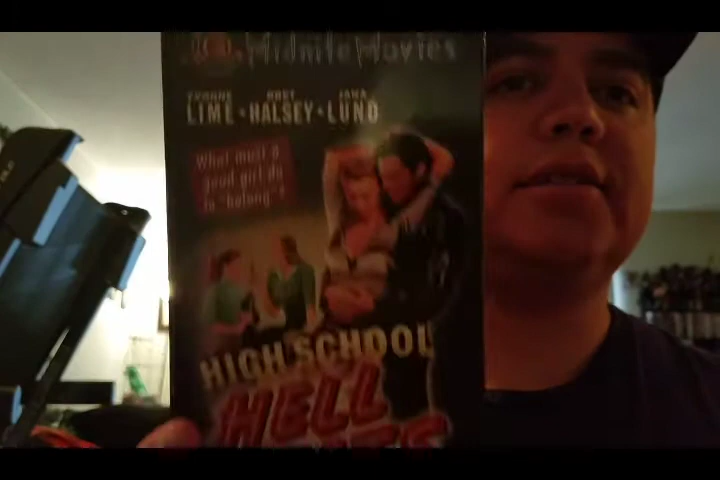 Midnite Movies
YVONNE BRET JANA
LIME • HALSEY • LUND
What must a
good girl do
to "belong"?
HIGH SCHOOL
HELL